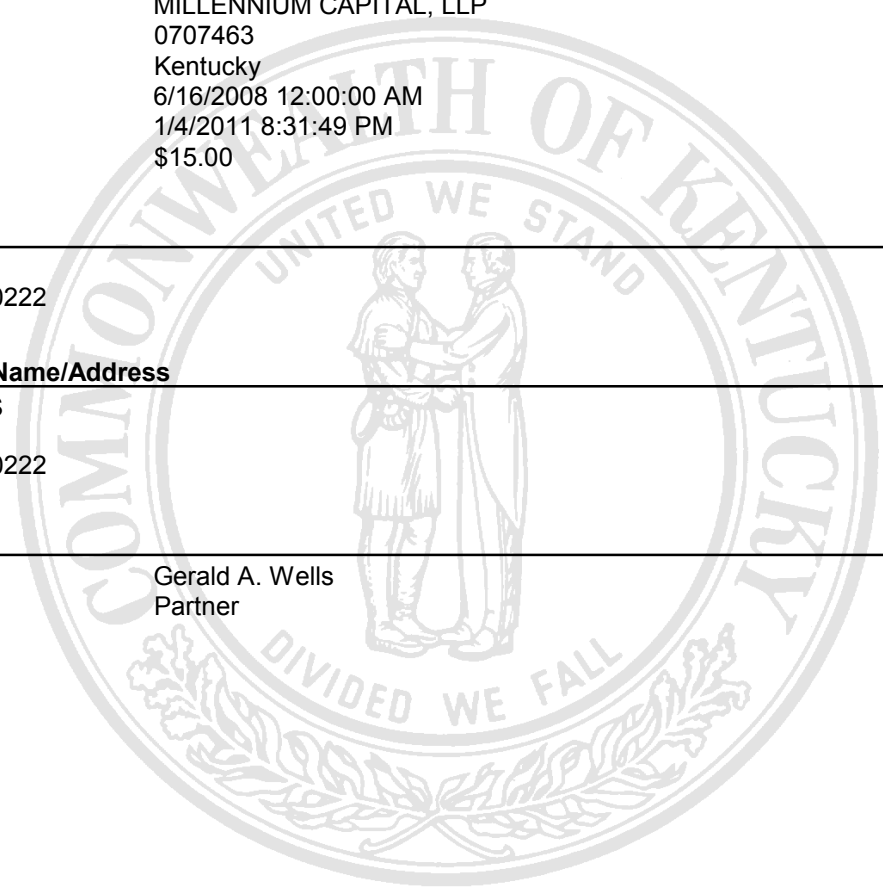 MILLENNIUM CAPITAL, LLP
0707463
Kentucky
6/16/2008 12:00:00 AM
1/4/2011 8:31:49 PM
$15.00
0222
Name/Address
S
0222
Gerald A. Wells
Partner
COMMONWEALTH OF KENTUCKY
UNITED WE STAND
DIVIDED WE FALL